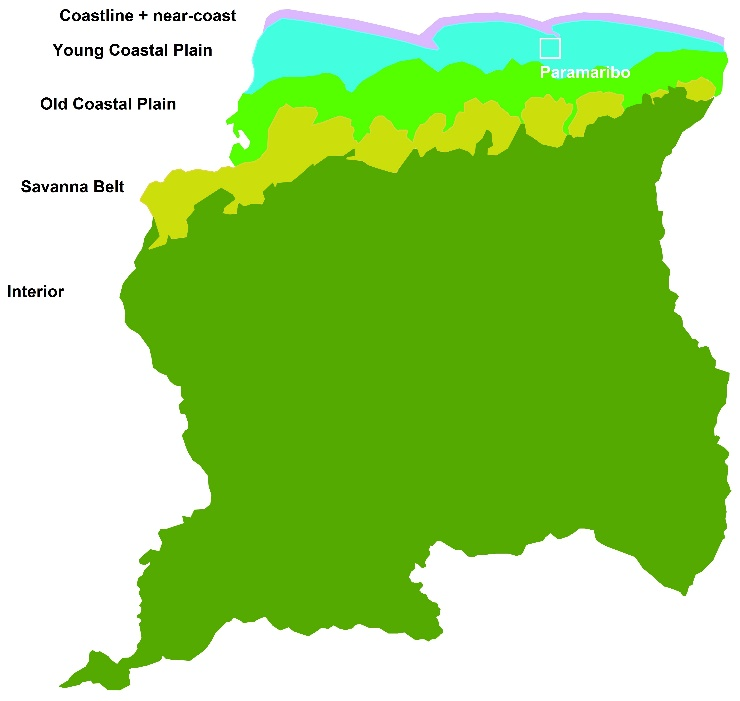 Coastline + near-coast
Young Coastal Plain
Paramaribo
Old Coastal Plain
Savanna Belt
Interior